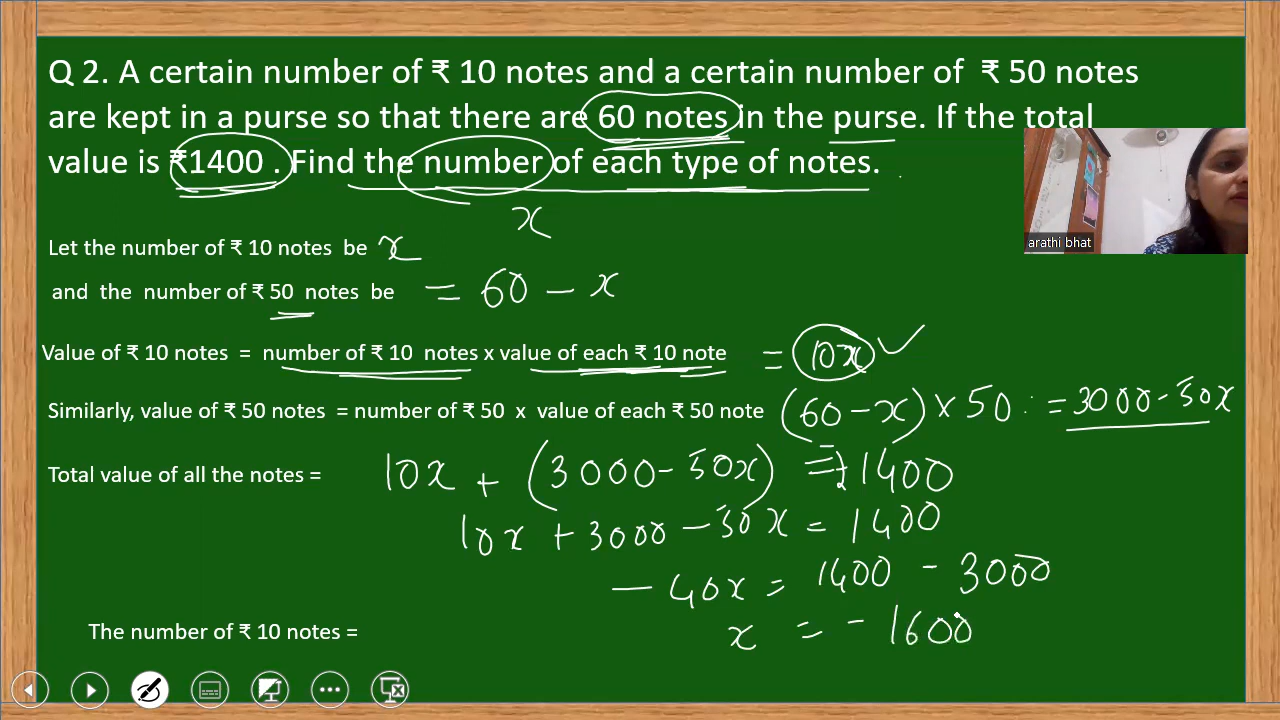 Q 2. A certain number of ₹ 10 notes and a certain number of ₹ 50 notes
are kept in a purse so that there are 60 notes in the purse. If the total
value is ₹1400 . Find the number of each type of notes.
x
arathi bhat
Let the number of ₹ 10 notes be x
and the number of ₹ 50 notes be = 60 - x
Value of ₹ 10 notes = number of ₹ 10 notes x value of each ₹ 10 note = 10x ✓
Similarly, value of ₹ 50 notes = number of ₹ 50 x value of each ₹ 50 note (60 - x) × 50 = 3000 - 50x
Total value of all the notes = 10x + (3000 - 50x) = ₹1400
10x + 3000 - 50x = 1400
- 40x = 1400 - 3000
x = - 1600
The number of ₹ 10 notes =